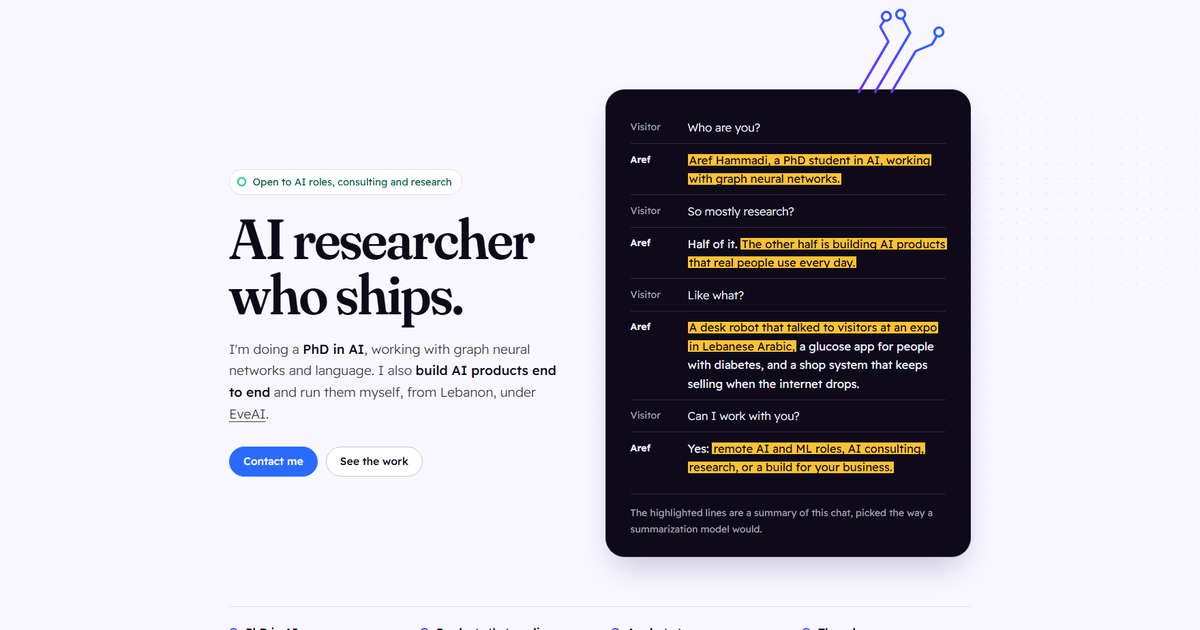 Open to AI roles, consulting and research
AI researcher
who ships.
I'm doing a PhD in AI, working with graph neural
networks and language. I also build AI products end
to end and run them myself, from Lebanon, under
EveAI.
Contact me
See the work
Visitor Who are you?
Aref Aref Hammadi, a PhD student in AI, working
with graph neural networks.
Visitor So mostly research?
Aref Half of it. The other half is building AI products
that real people use every day.
Visitor Like what?
Aref A desk robot that talked to visitors at an expo
in Lebanese Arabic, a glucose app for people
with diabetes, and a shop system that keeps
selling when the internet drops.
Visitor Can I work with you?
Aref Yes: remote AI and ML roles, AI consulting,
research, or a build for your business.
The highlighted lines are a summary of this chat, picked the way a
summarization model would.